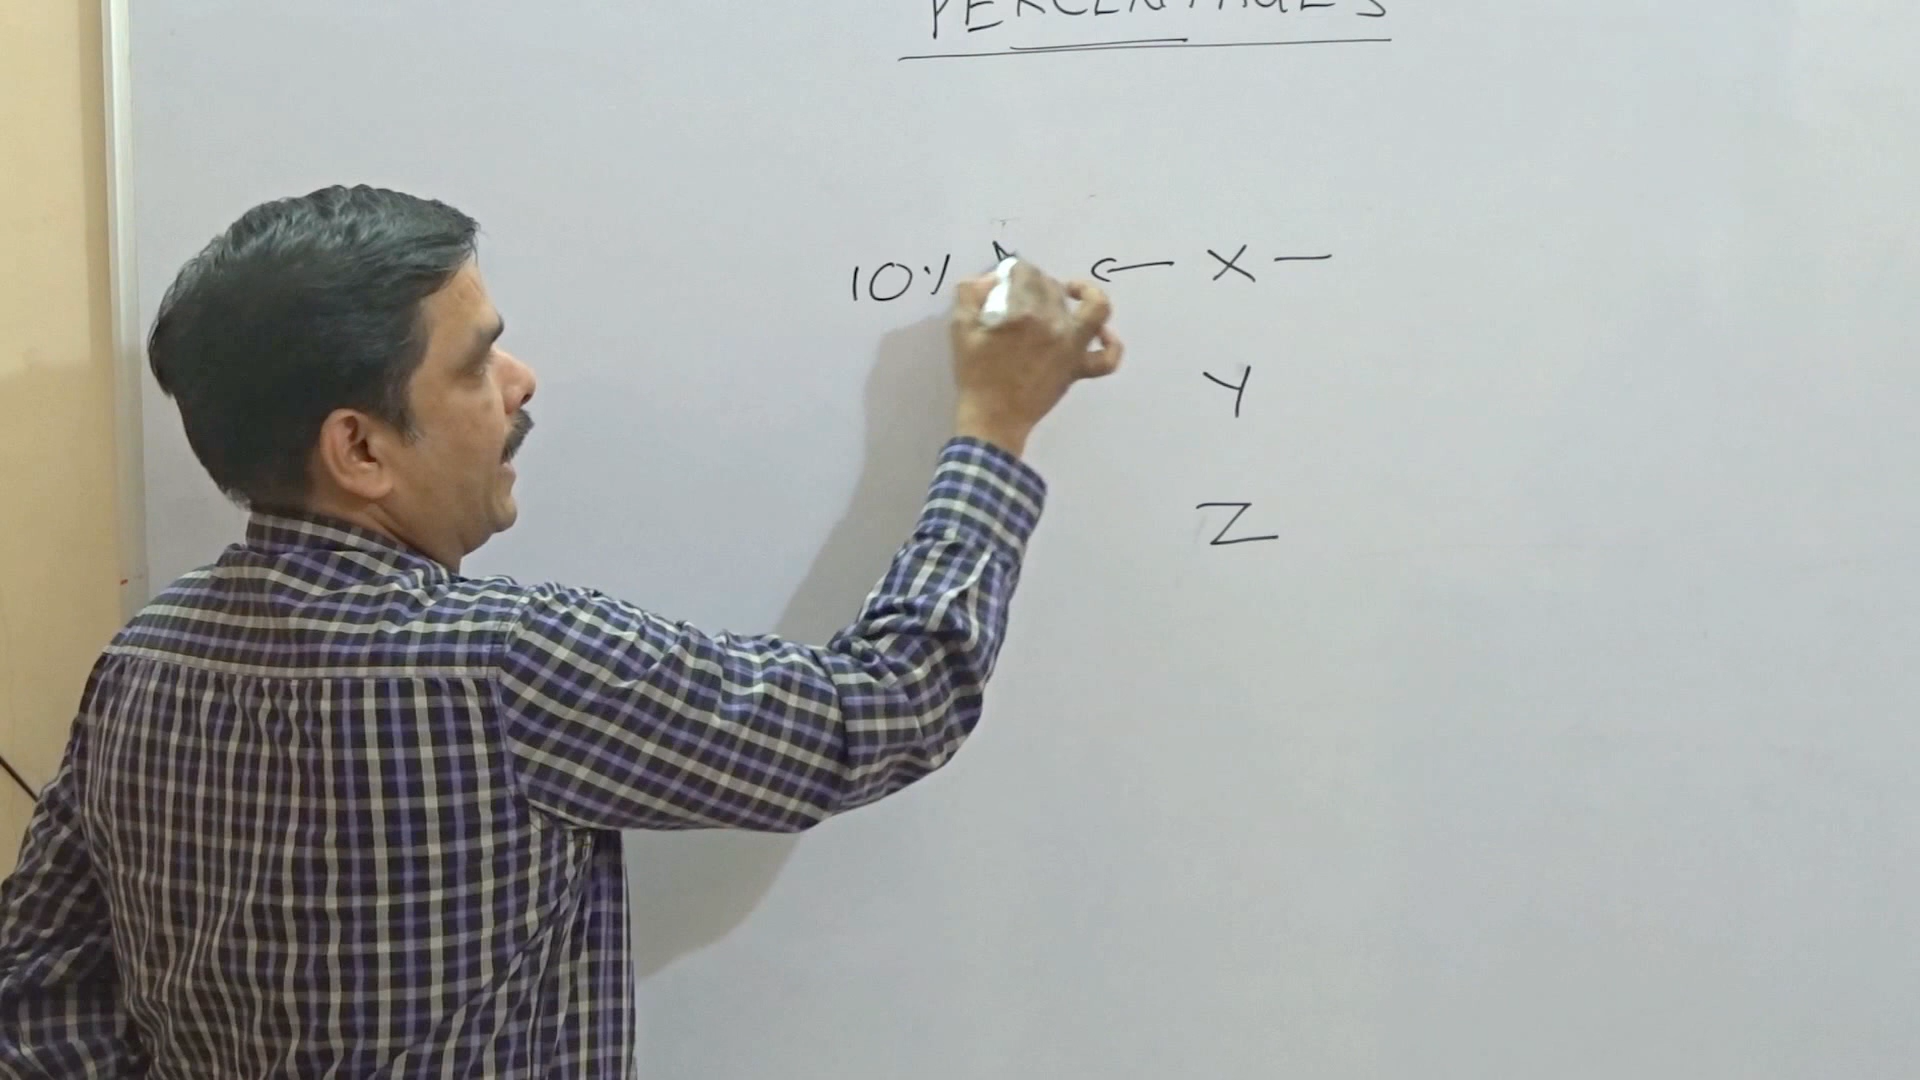 PERCENTAGES
10% ← X —
Y
Z